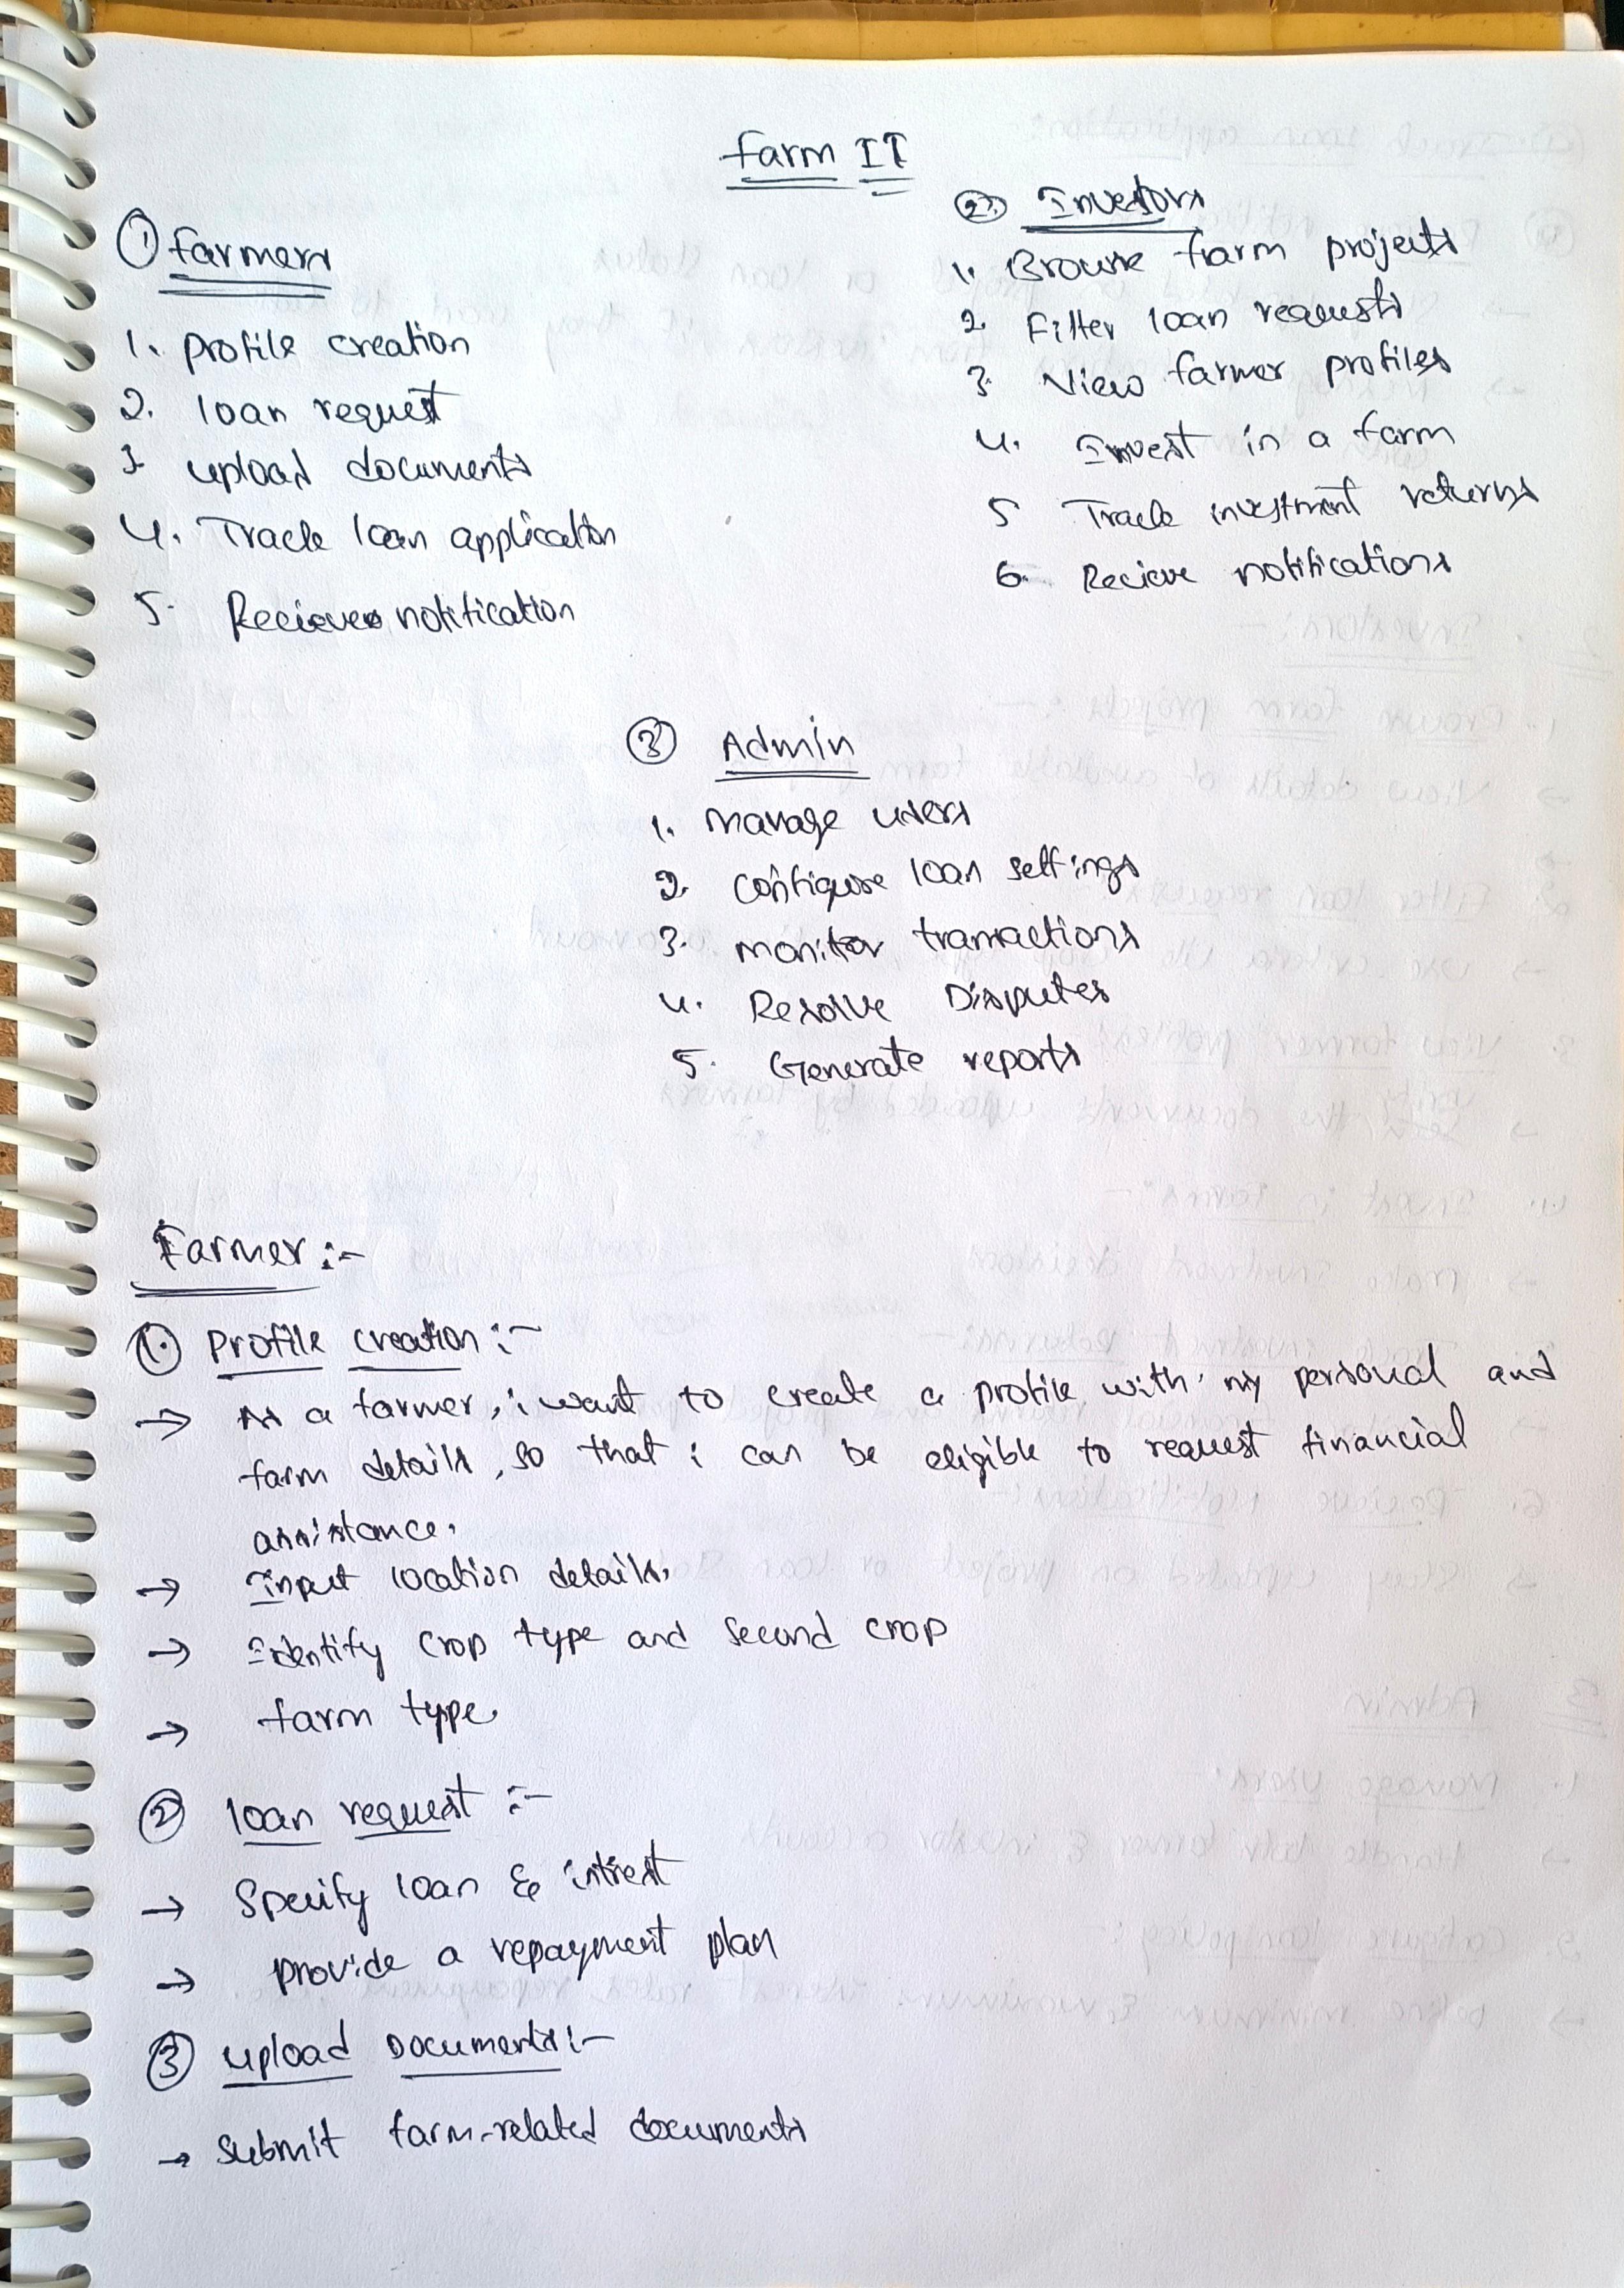 Farm IT
① farmers
1. profile creation
2. loan request
3 upload documents
4. Track loan application
5. Recieves notification
②. Investors
1. Browse farm projects
2. Filter loan requests
3. View farmer profiles
4. Invest in a farm
5 Track investment returns
6. Recieve notifications
③ Admin
1. Manage users
2. configure loan settings
3. monitor transactions
4. Resolve Disputes
5. Generate reports
Farmer :-
①. Profile creation :-
→ As a farmer, i want to create a profile with my personal and
farm details, so that i can be eligible to request financial
assistance.
→ Input location details.
→ Identify crop type and second crop
→ farm type.
② loan request :-
→ Specify loan & intrest
→ provide a repayment plan
③ upload Documents :-
→ submit farm-related documents